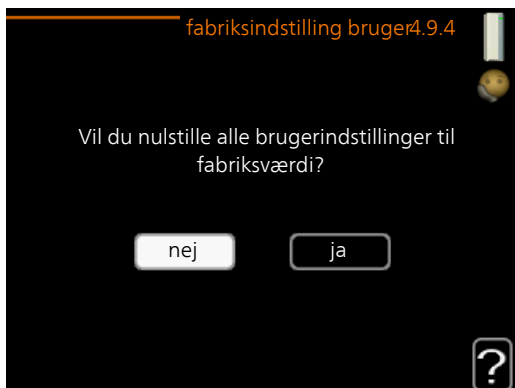 fabriksindstilling bruger4.9.4
Vil du nulstille alle brugerindstillinger til
fabriksværdi?
nej ja
?